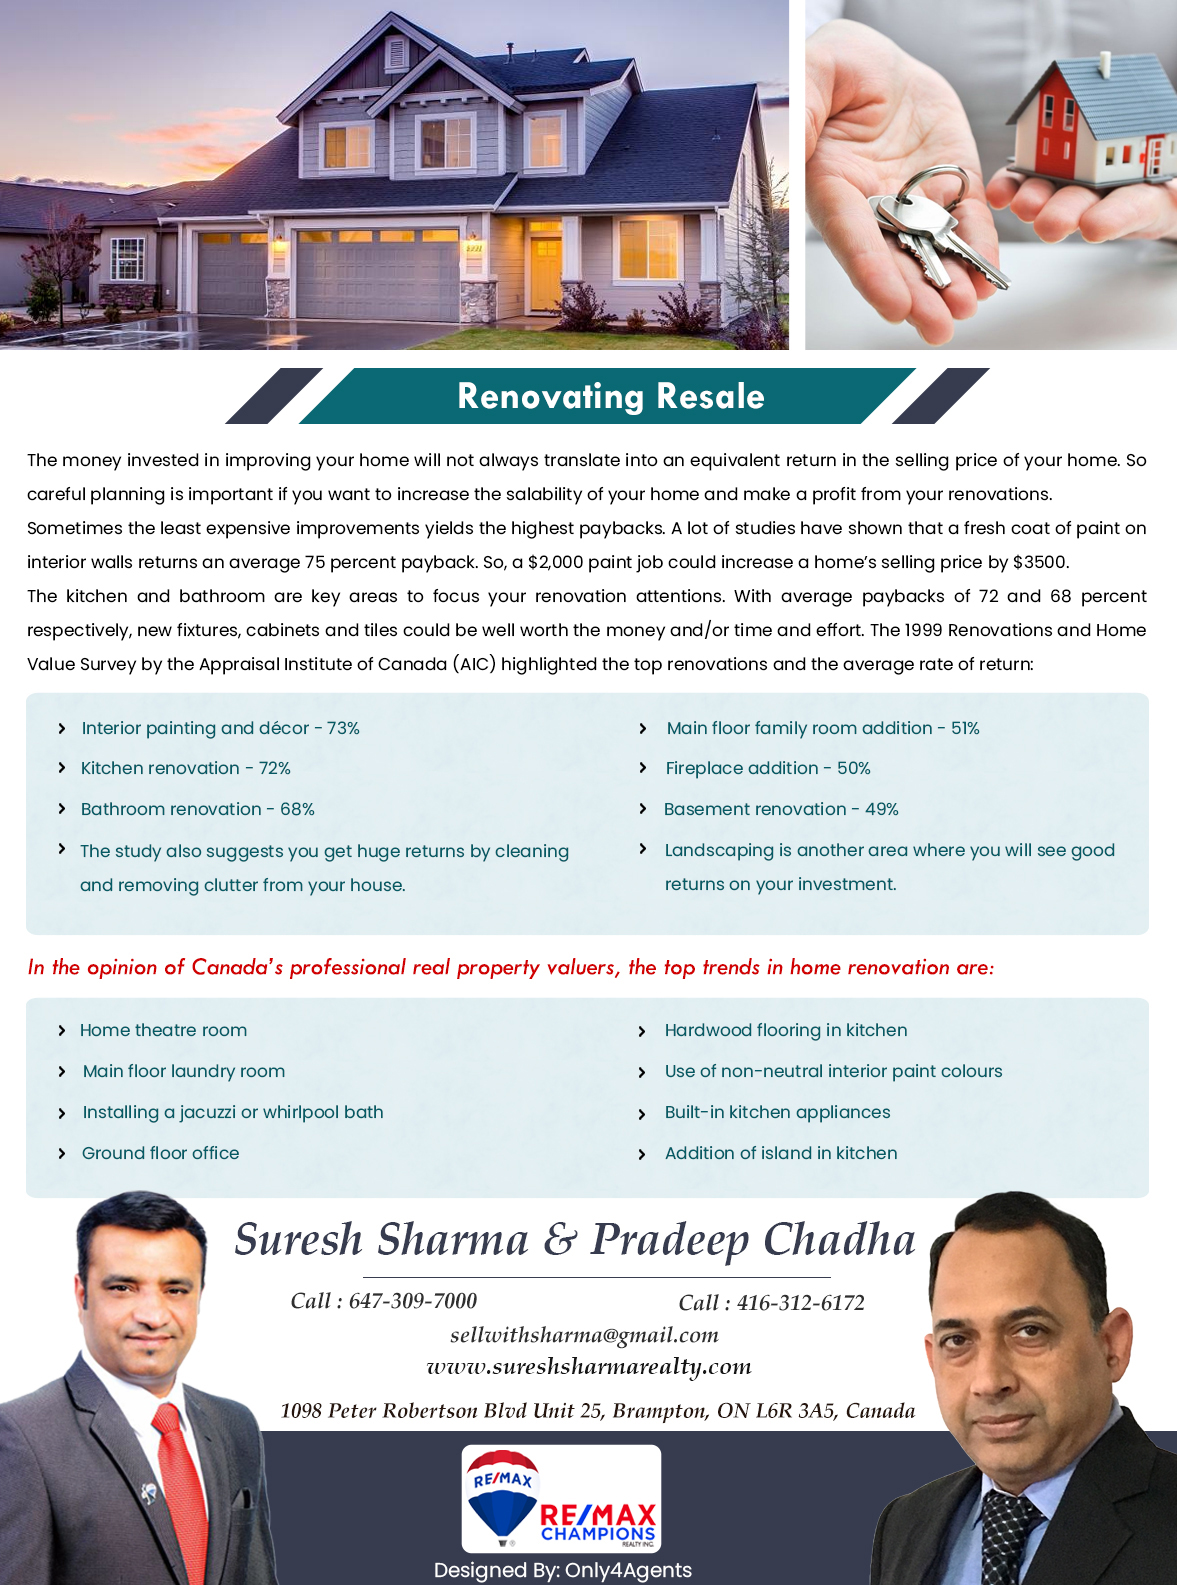 Renovating Resale
The money invested in improving your home will not always translate into an equivalent return in the selling price of your home. So
careful planning is important if you want to increase the salability of your home and make a profit from your renovations.
Sometimes the least expensive improvements yields the highest paybacks. A lot of studies have shown that a fresh coat of paint on
interior walls returns an average 75 percent payback. So, a $2,000 paint job could increase a home's selling price by $3500.
The kitchen and bathroom are key areas to focus your renovation attentions. With average paybacks of 72 and 68 percent
respectively, new fixtures, cabinets and tiles could be well worth the money and/or time and effort. The 1999 Renovations and Home
Value Survey by the Appraisal Institute of Canada (AIC) highlighted the top renovations and the average rate of return:
Interior painting and décor - 73%
Kitchen renovation - 72%
Bathroom renovation - 68%
The study also suggests you get huge returns by cleaning
and removing clutter from your house.
Main floor family room addition - 51%
Fireplace addition - 50%
Basement renovation - 49%
Landscaping is another area where you will see good
returns on your investment.
In the opinion of Canada's professional real property valuers, the top trends in home renovation are:
Home theatre room
Main floor laundry room
Installing a jacuzzi or whirlpool bath
Ground floor office
Hardwood flooring in kitchen
Use of non-neutral interior paint colours
Built-in kitchen appliances
Addition of island in kitchen
Suresh Sharma & Pradeep Chadha
Call : 647-309-7000
Call : 416-312-6172
sellwithsharma@gmail.com
www.sureshsharmarealty.com
1098 Peter Robertson Blvd Unit 25, Brampton, ON L6R 3A5, Canada
RE/MAX
RE/MAX
CHAMPIONS
REALTY INC.
Designed By: Only4Agents